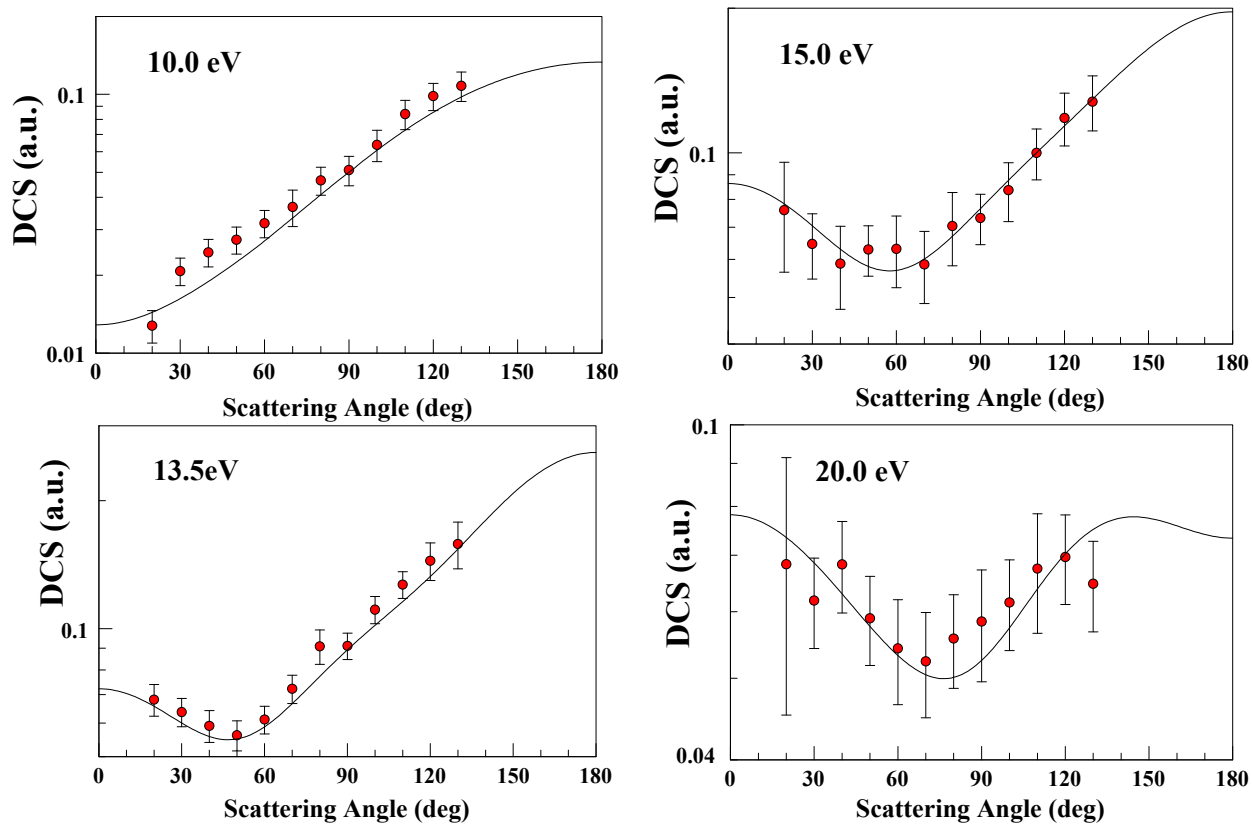 10.0 eV
DCS (a.u.)
0.1
0.01
0 30 60 90 120 150 180
Scattering Angle (deg)
15.0 eV
DCS (a.u.)
0.1
0 30 60 90 120 150 180
Scattering Angle (deg)
13.5eV
DCS (a.u.)
0.1
0 30 60 90 120 150 180
Scattering Angle (deg)
20.0 eV
DCS (a.u.)
0.1
0.04
0 30 60 90 120 150 180
Scattering Angle (deg)